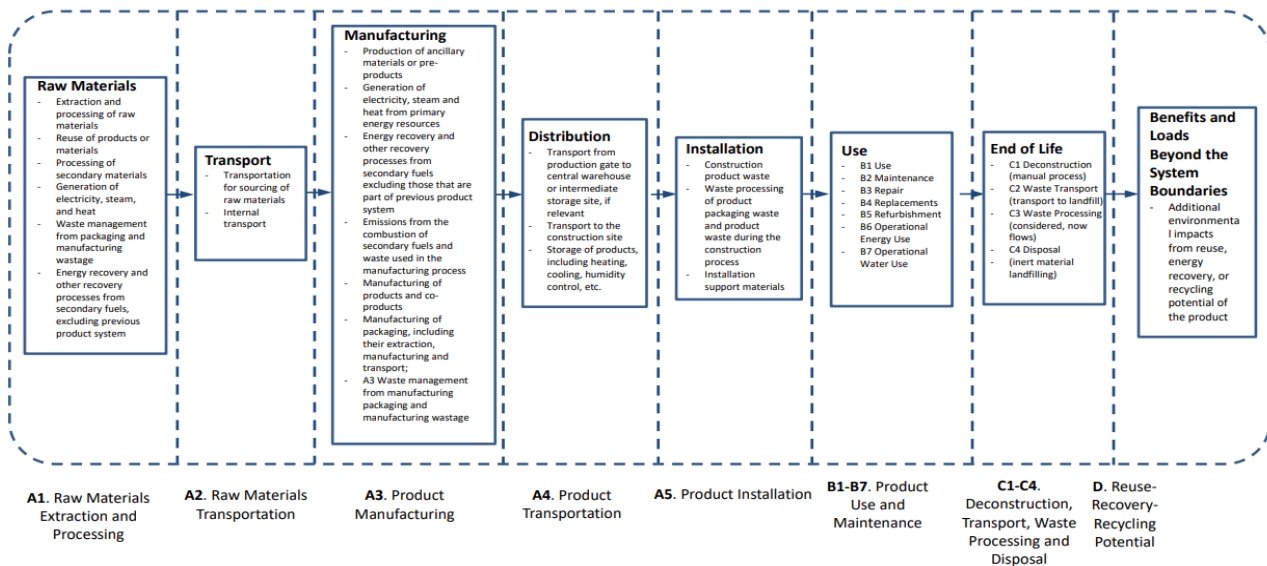 Raw Materials
- Extraction and
processing of raw
materials
- Reuse of products or
materials
- Processing of
secondary materials
- Generation of
electricity, steam,
and heat
- Waste management
from packaging and
manufacturing
wastage
- Energy recovery and
other recovery
processes from
secondary fuels,
excluding previous
product system
Transport
- Transportation
for sourcing of
raw materials
- Internal
transport
Manufacturing
- Production of ancillary
materials or pre-
products
- Generation of
electricity, steam and
heat from primary
energy resources
- Energy recovery and
other recovery
processes from
secondary fuels
excluding those that are
part of previous product
system
- Emissions from the
combustion of
secondary fuels and
waste used in the
manufacturing process
- Manufacturing of
products and co-
products
- Manufacturing of
packaging, including
their extraction,
manufacturing and
transport;
- A3 Waste management
from manufacturing
packaging and
manufacturing wastage
Distribution
- Transport from
production gate to
central warehouse
or intermediate
storage site, if
relevant
- Transport to the
construction site
- Storage of products,
including heating,
cooling, humidity
control, etc.
Installation
- Construction
product waste
- Waste processing
of product
packaging waste
and product
waste during the
construction
process
- Installation
support materials
Use
- B1 Use
- B2 Maintenance
- B3 Repair
- B4 Replacements
- B5 Refurbishment
- B6 Operational
Energy Use
- B7 Operational
Water Use
End of Life
- C1 Deconstruction
(manual process)
- C2 Waste Transport
(transport to landfill)
- C3 Waste Processing
(considered, now
flows)
- C4 Disposal
(inert material
landfilling)
Benefits and
Loads
Beyond the
System
Boundaries
- Additional
environmenta
l impacts
from reuse,
energy
recovery, or
recycling
potential of
the product
A1. Raw Materials
Extraction and
Processing
A2. Raw Materials
Transportation
A3. Product
Manufacturing
A4. Product
Transportation
A5. Product Installation
B1-B7. Product
Use and
Maintenance
C1-C4.
Deconstruction,
Transport, Waste
Processing and
Disposal
D. Reuse-
Recovery-
Recycling
Potential